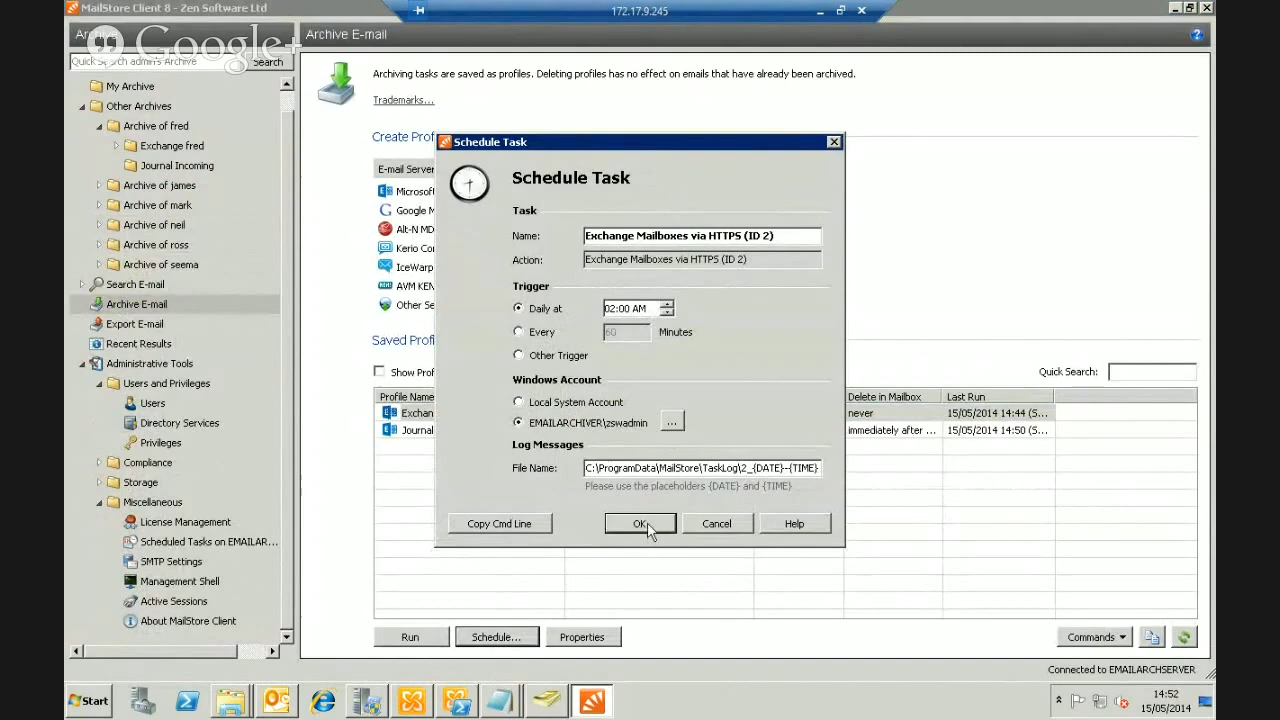 MailStore Client 8 - Zen Software Ltd
172.17.9.245
Archive
Google+
Quick Search admin's Archive
Search
My Archive
Other Archives
Archive of fred
Exchange fred
Journal Incoming
Archive of james
Archive of mark
Archive of neil
Archive of ross
Archive of seema
Search E-mail
Archive E-mail
Export E-mail
Recent Results
Administrative Tools
Users and Privileges
Users
Directory Services
Privileges
Compliance
Storage
Miscellaneous
License Management
Scheduled Tasks on EMAILAR...
SMTP Settings
Management Shell
Active Sessions
About MailStore Client
Archive E-mail
Archiving tasks are saved as profiles. Deleting profiles has no effect on emails that have already been archived.
Trademarks...
Create Prof
E-mail Server
Microsoft
Google M
Alt-N MD
Kerio Co
IceWarp
AVM KEN
Other Se
Saved Profi
Show Prof
Quick Search:
Profile Name
Delete in Mailbox
Last Run
Exchan
never
15/05/2014 14:44 (S...
Journal
immediately after ...
15/05/2014 14:50 (S...
Schedule Task
Schedule Task
Task
Name:
Exchange Mailboxes via HTTPS (ID 2)
Action:
Exchange Mailboxes via HTTPS (ID 2)
Trigger
Daily at
02:00 AM
Every
60
Minutes
Other Trigger
Windows Account
Local System Account
EMAILARCHIVER\zswadmin
...
Log Messages
File Name:
C:\ProgramData\MailStore\TaskLog\2_{DATE}-{TIME}
Please use the placeholders {DATE} and {TIME}
Copy Cmd Line
OK
Cancel
Help
Run
Schedule...
Properties
Commands
Connected to EMAILARCHSERVER
Start
14:52
15/05/2014